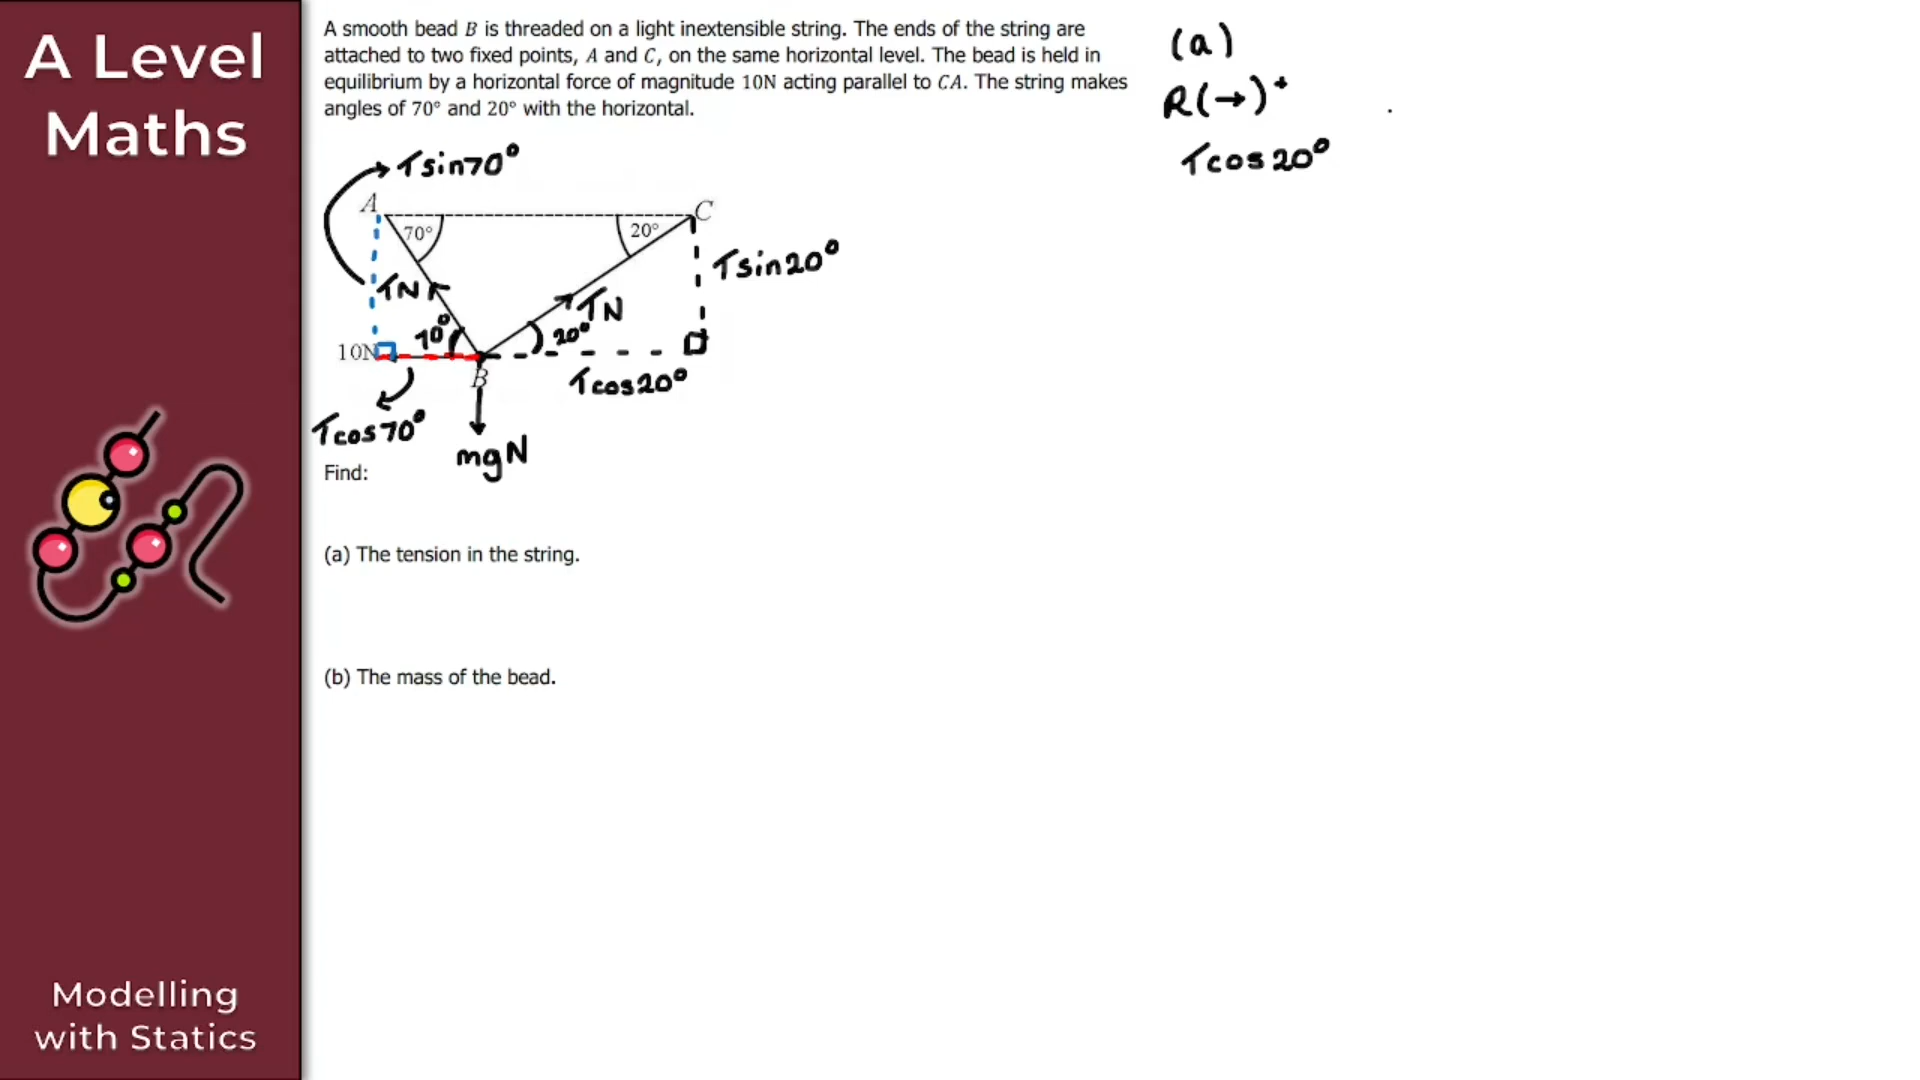 A Level
Maths
A smooth bead B is threaded on a light inextensible string. The ends of the string are
attached to two fixed points, A and C, on the same horizontal level. The bead is held in
equilibrium by a horizontal force of magnitude 10N acting parallel to CA. The string makes
angles of 70° and 20° with the horizontal.
Tsin70°
A
C
70°
20°
Tsin20°
TN
TN
70°
20°
10N
B
Tcos20°
Tcos70°
mgN
Find:
(a) The tension in the string.
(b) The mass of the bead.
(a)
R(→)⁺
Tcos20°
Modelling
with Statics